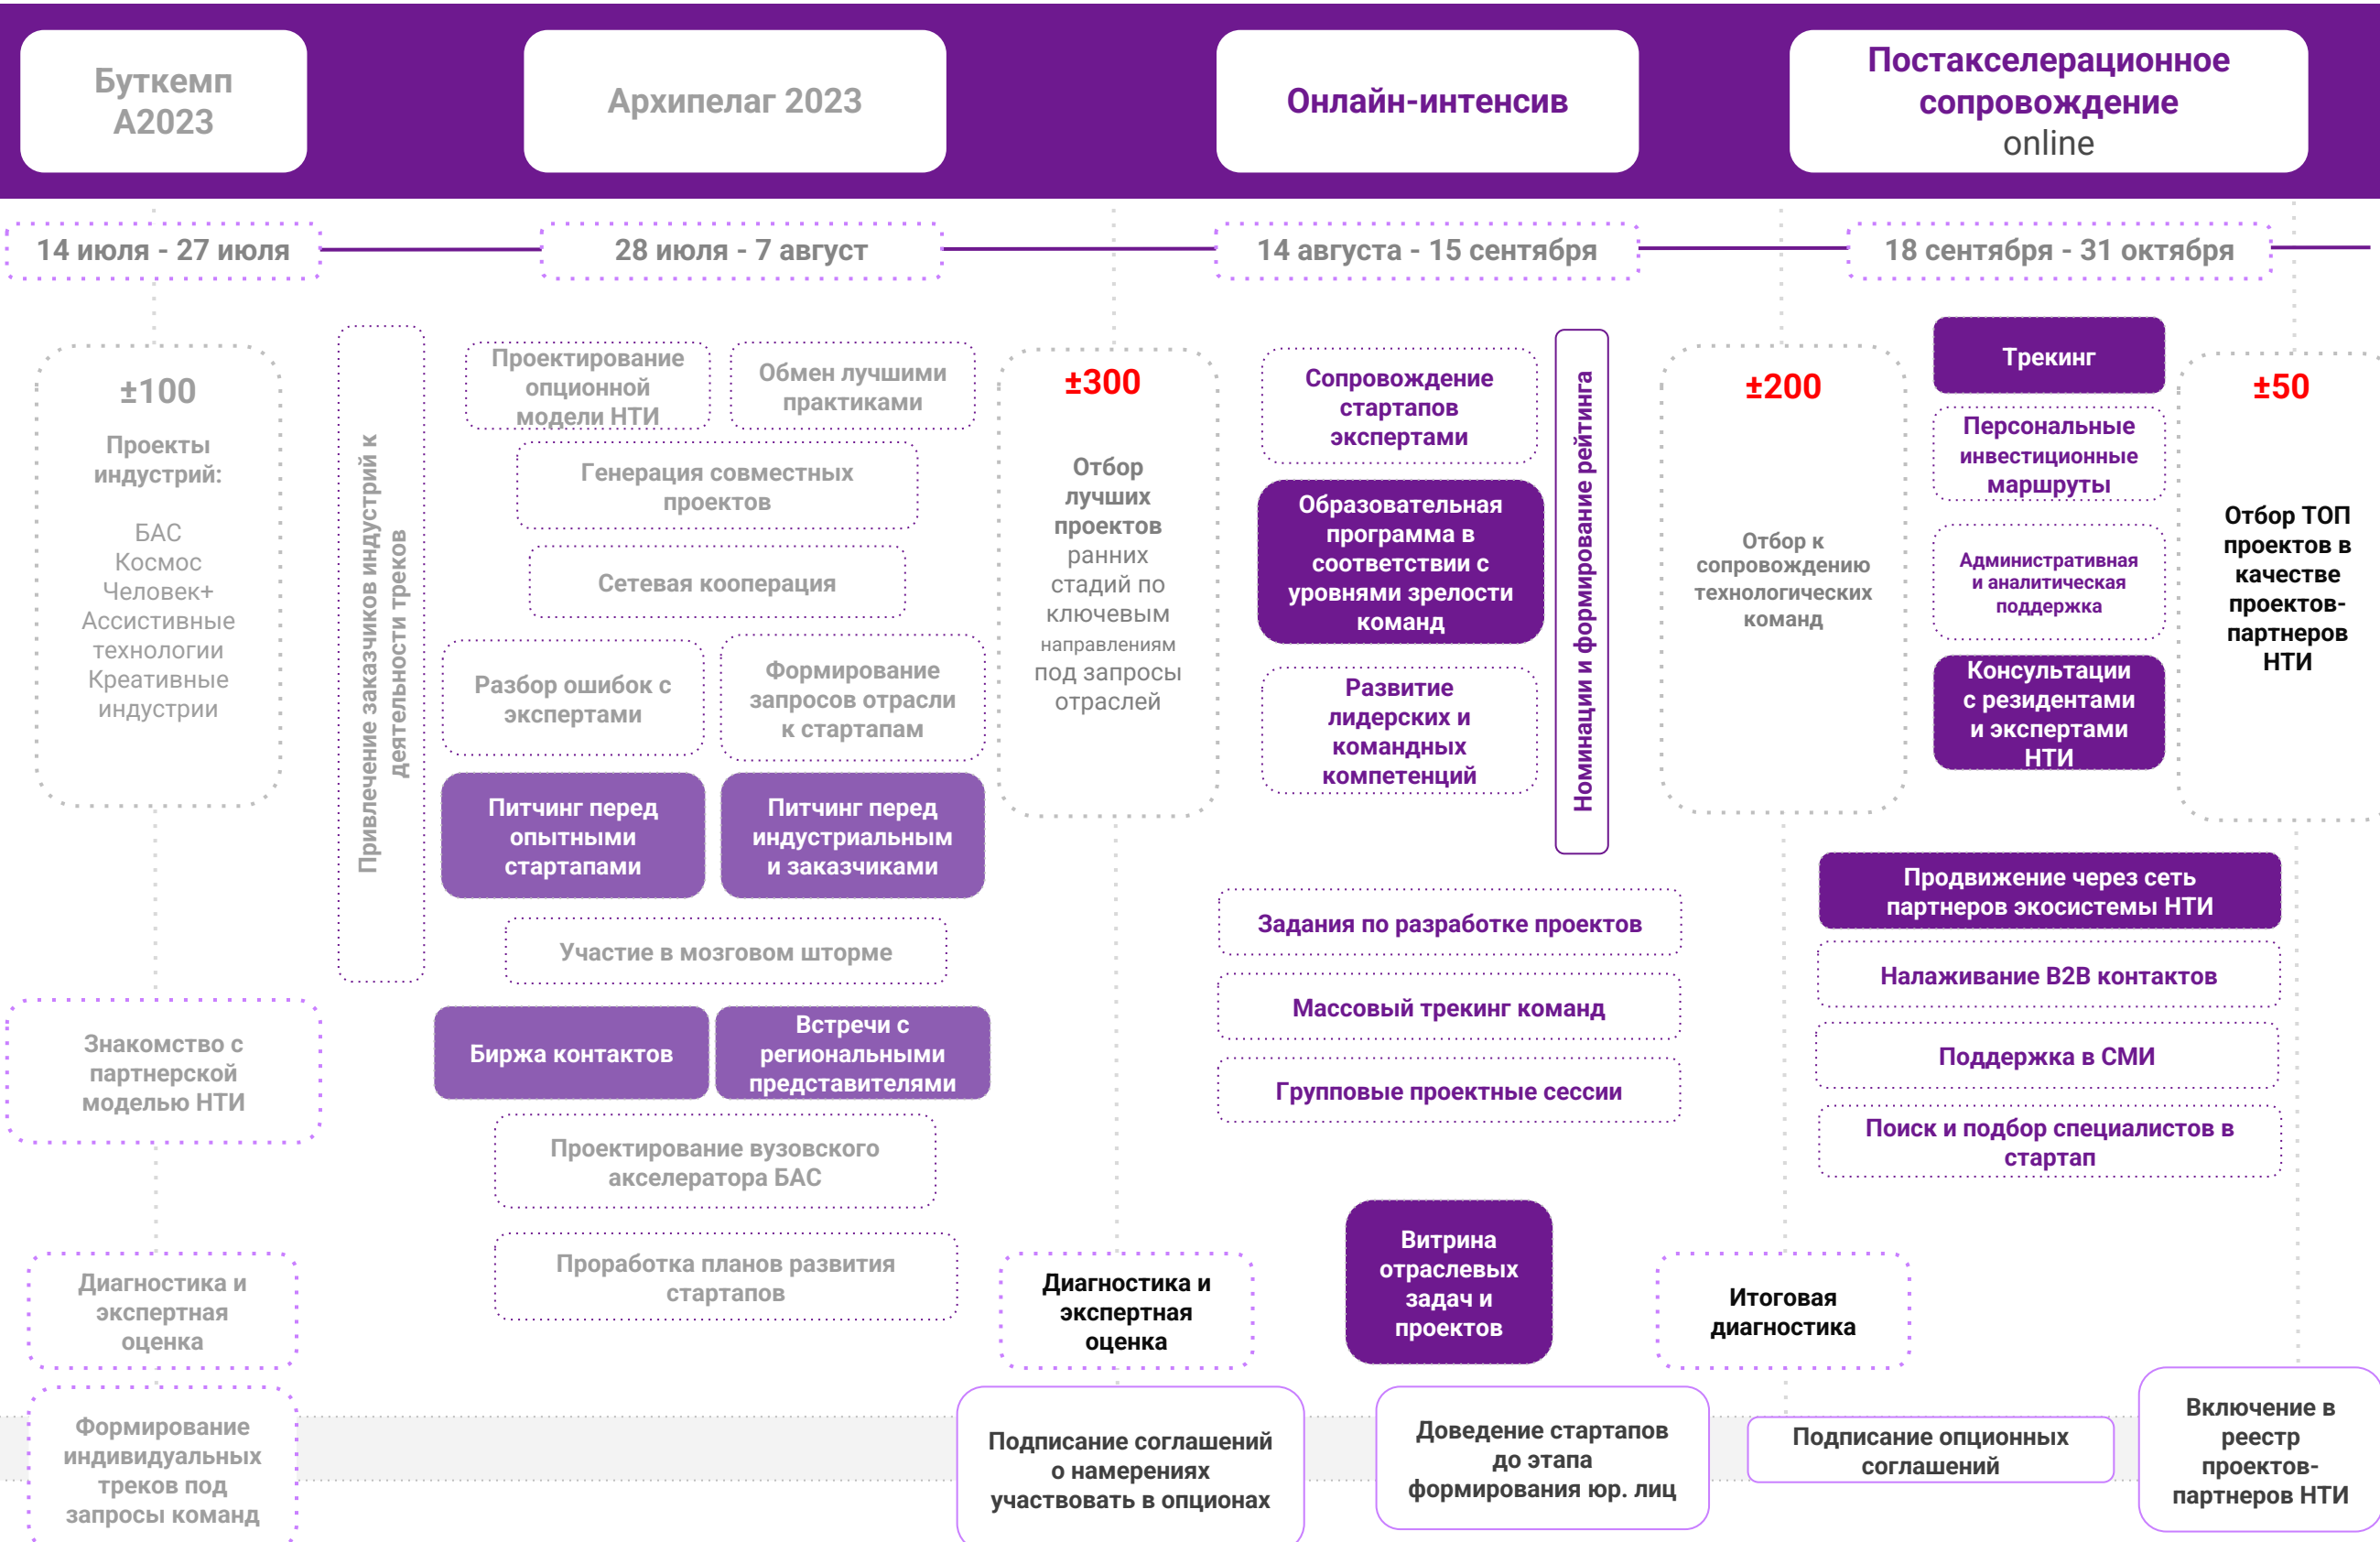 Буткемп
А2023
Архипелаг 2023
Онлайн-интенсив
Постакселерационное
сопровождение
online
14 июля - 27 июля
28 июля - 7 август
14 августа - 15 сентября
18 сентября - 31 октября
±100
Проекты
индустрий:
БАС
Космос
Человек+
Ассистивные
технологии
Креативные
индустрии
Знакомство с
партнерской
моделью НТИ
Диагностика и
экспертная
оценка
Формирование
индивидуальных
треков под
запросы команд
Привлечение заказчиков индустрий к
деятельности треков
Проектирование
опционной
модели НТИ
Обмен лучшими
практиками
Генерация совместных
проектов
Сетевая кооперация
Разбор ошибок с
экспертами
Формирование
запросов отрасли
к стартапам
Питчинг перед
опытными
стартапами
Питчинг перед
индустриальным
и заказчиками
Участие в мозговом шторме
Биржа контактов
Встречи с
региональными
представителями
Проектирование вузовского
акселератора БАС
Проработка планов развития
стартапов
±300
Отбор
лучших
проектов
ранних
стадий по
ключевым
направлениям
под запросы
отраслей
Диагностика и
экспертная
оценка
Подписание соглашений
о намерениях
участвовать в опционах
Сопровождение
стартапов
экспертами
Образовательная
программа в
соответствии с
уровнями зрелости
команд
Развитие
лидерских и
командных
компетенций
Номинации и формирование рейтинга
Задания по разработке проектов
Массовый трекинг команд
Групповые проектные сессии
Витрина
отраслевых
задач и
проектов
Доведение стартапов
до этапа
формирования юр. лиц
±200
Отбор к
сопровождению
технологических
команд
Итоговая
диагностика
Подписание опционных
соглашений
Трекинг
Персональные
инвестиционные
маршруты
Административная
и аналитическая
поддержка
Консультации
с резидентами
и экспертами
НТИ
Продвижение через сеть
партнеров экосистемы НТИ
Налаживание B2B контактов
Поддержка в СМИ
Поиск и подбор специалистов в
стартап
±50
Отбор ТОП
проектов в
качестве
проектов-
партнеров
НТИ
Включение в
реестр
проектов-
партнеров НТИ